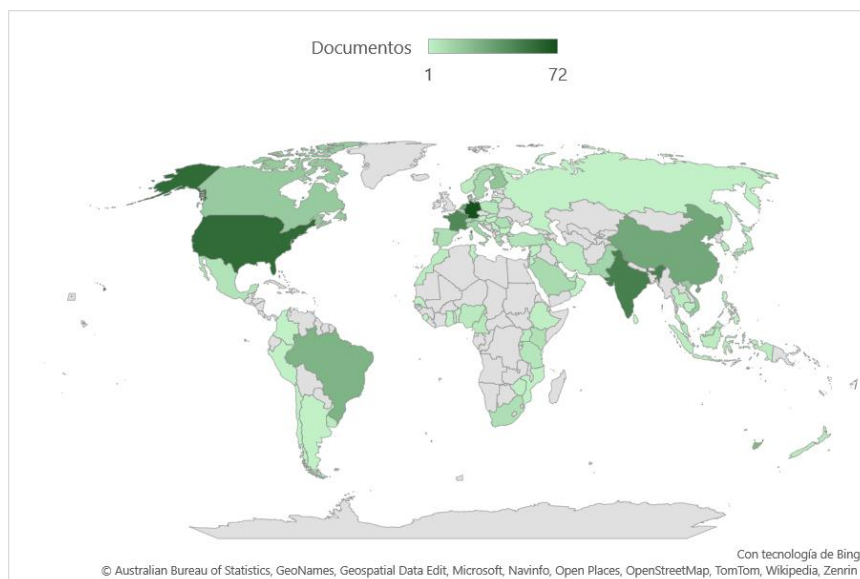 Documentos
1 72
Con tecnología de Bing
© Australian Bureau of Statistics, GeoNames, Geospatial Data Edit, Microsoft, Navinfo, Open Places, OpenStreetMap, TomTom, Wikipedia, Zenrin